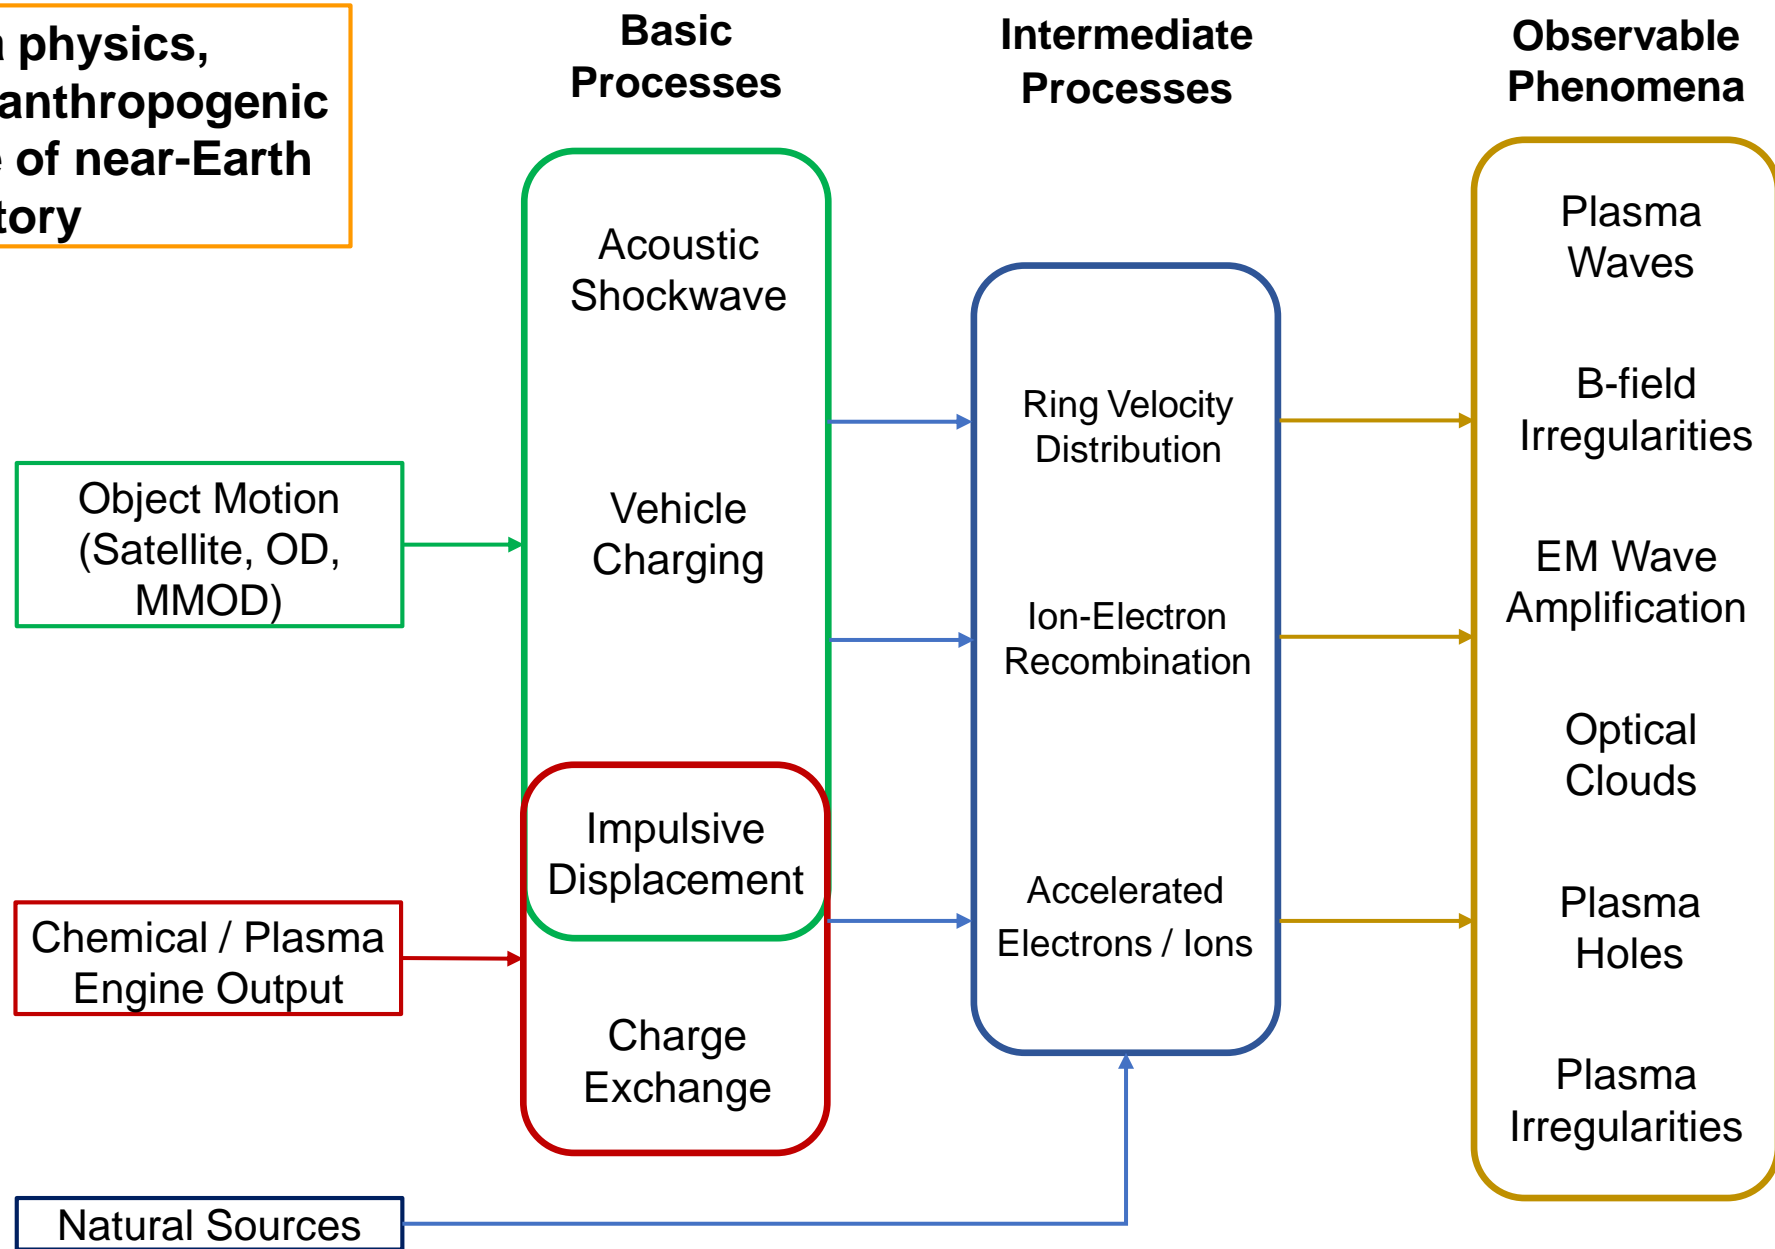 physics,
anthropogenic
of near-Earth
Basic
Processes
Intermediate
Processes
Observable
Phenomena
Acoustic
Shockwave
Vehicle
Charging
Impulsive
Displacement
Charge
Exchange
Object Motion
(Satellite, OD,
MMOD)
Chemical / Plasma
Engine Output
Natural Sources
Ring Velocity
Distribution
Ion-Electron
Recombination
Accelerated
Electrons / Ions
Plasma
Waves
B-field
Irregularities
EM Wave
Amplification
Optical
Clouds
Plasma
Holes
Plasma
Irregularities